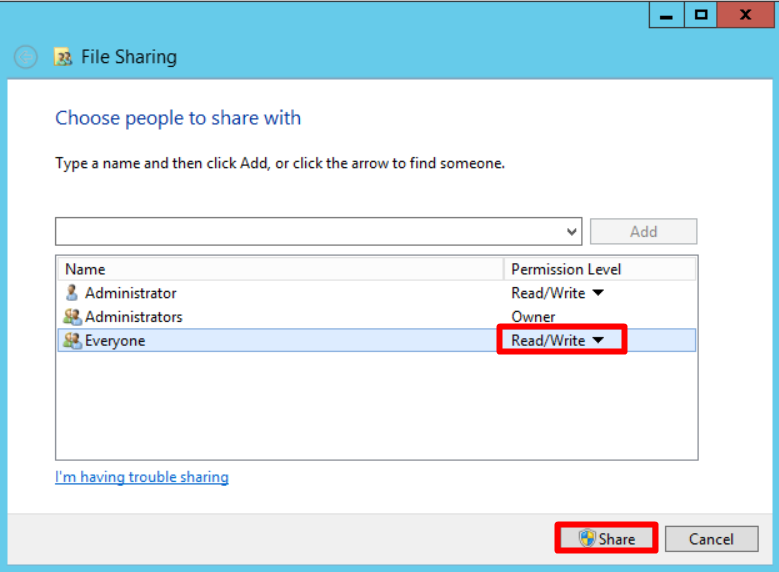 File Sharing
Choose people to share with
Type a name and then click Add, or click the arrow to find someone.
Add
Name Permission Level
Administrator Read/Write
Administrators Owner
Everyone Read/Write
I'm having trouble sharing
Share Cancel